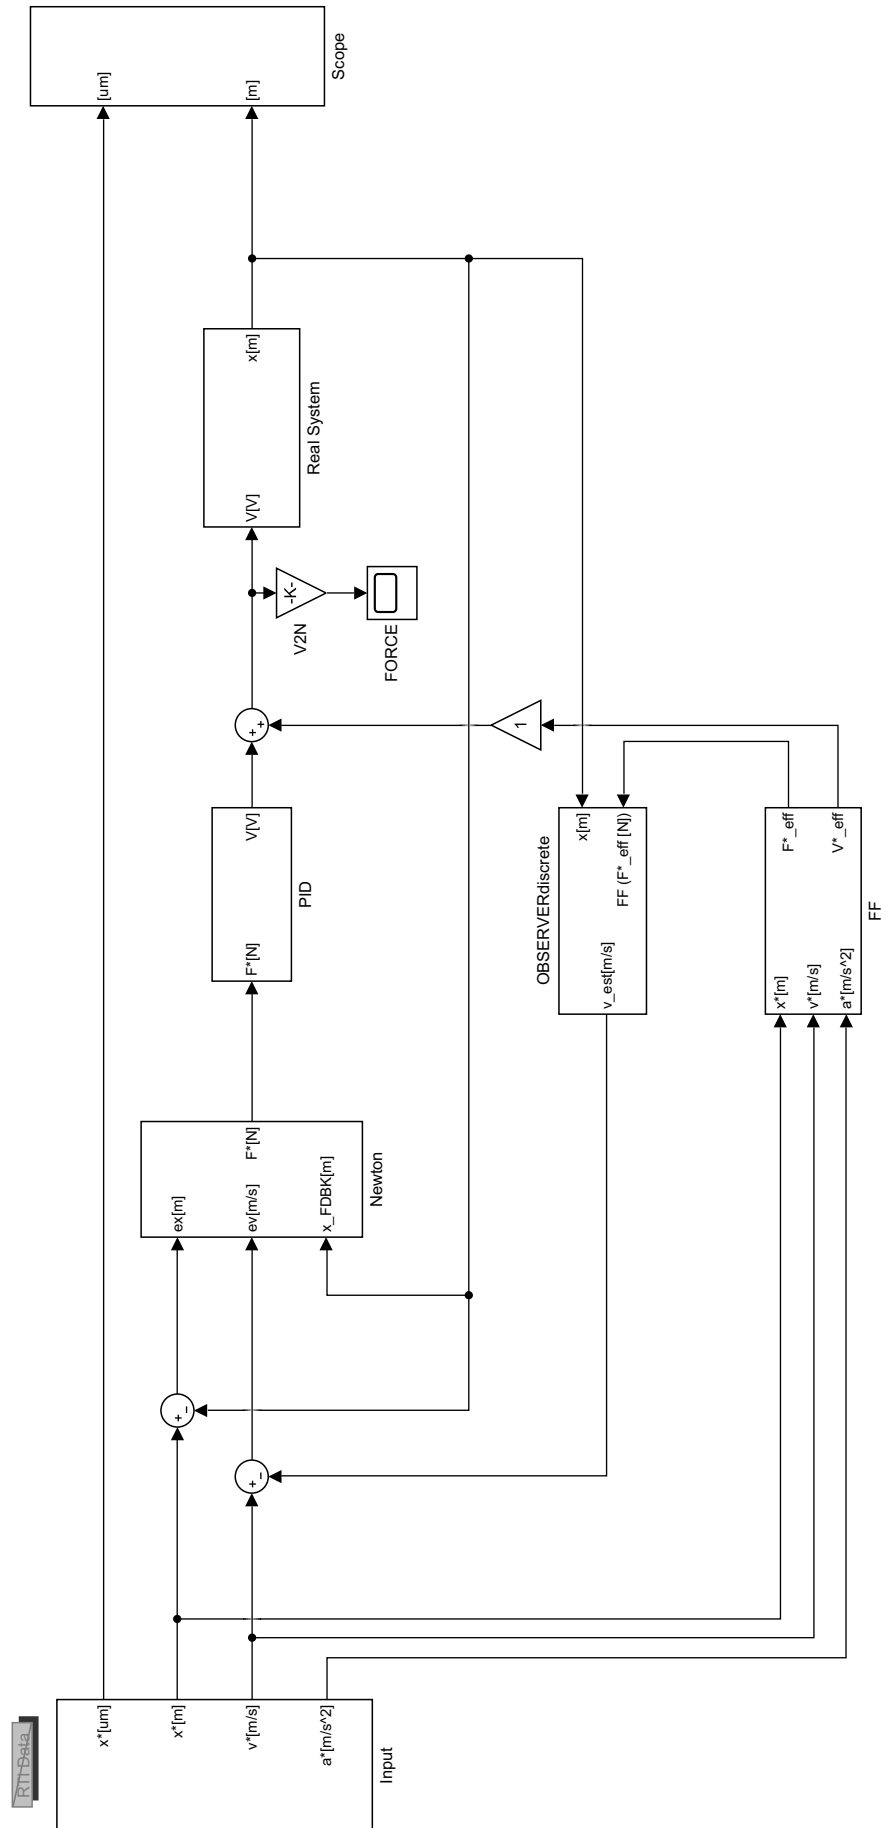 RTI Data
x*[um]
x*[m]
v*[m/s]
a*[m/s^2]
Input
+
−
+
−
ex[m]
ev[m/s]
x_FDBK[m]
F*[N]
Newton
F*[N]
V[V]
PID
+
+
-K-
V2N
FORCE
V[V]
x[m]
Real System
[um]
[m]
Scope
1
OBSERVERdiscrete
x[m]
FF (F*_eff [N])
v_est[m/s]
x*[m]
v*[m/s]
a*[m/s^2]
F*_eff
V*_eff
FF